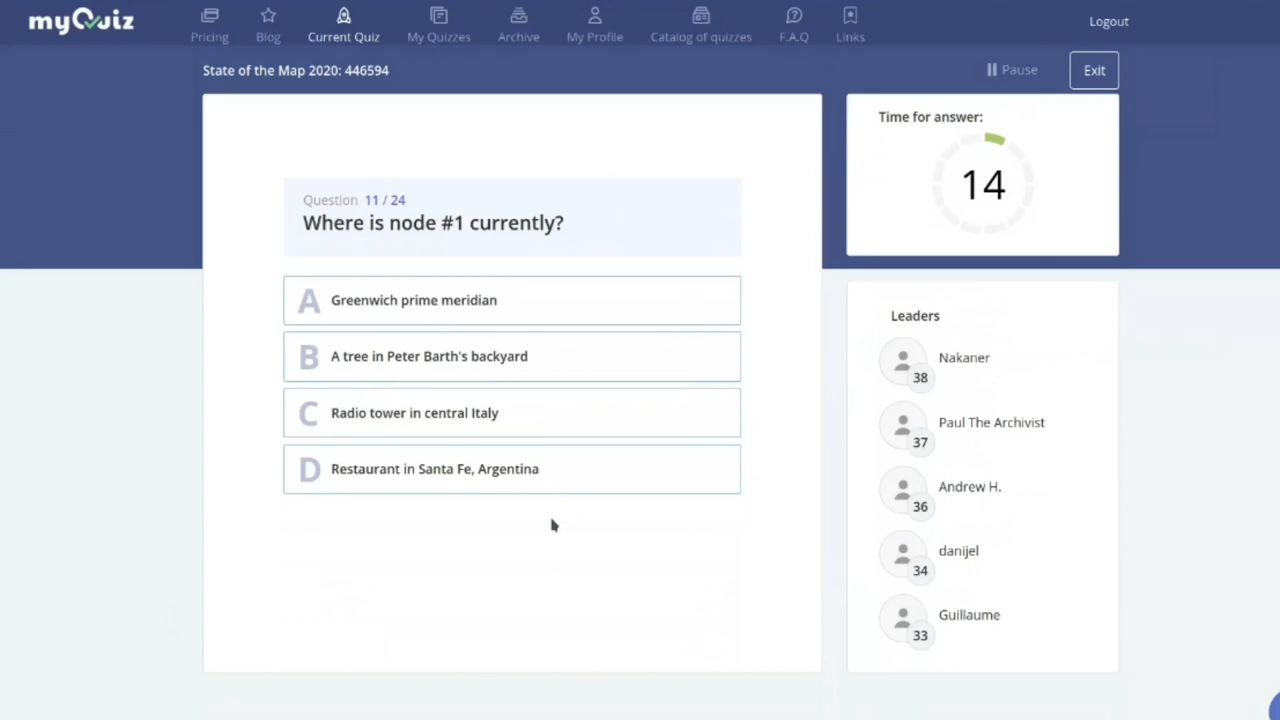 myQuiz
Pricing
Blog
Current Quiz
My Quizzes
Archive
My Profile
Catalog of quizzes
F.A.Q
Links
Logout
State of the Map 2020: 446594
Pause
Exit
Question 11 / 24
Where is node #1 currently?
A Greenwich prime meridian
B A tree in Peter Barth's backyard
C Radio tower in central Italy
D Restaurant in Santa Fe, Argentina
Time for answer:
14
Leaders
Nakaner
38
Paul The Archivist
37
Andrew H.
36
danijel
34
Guillaume
33